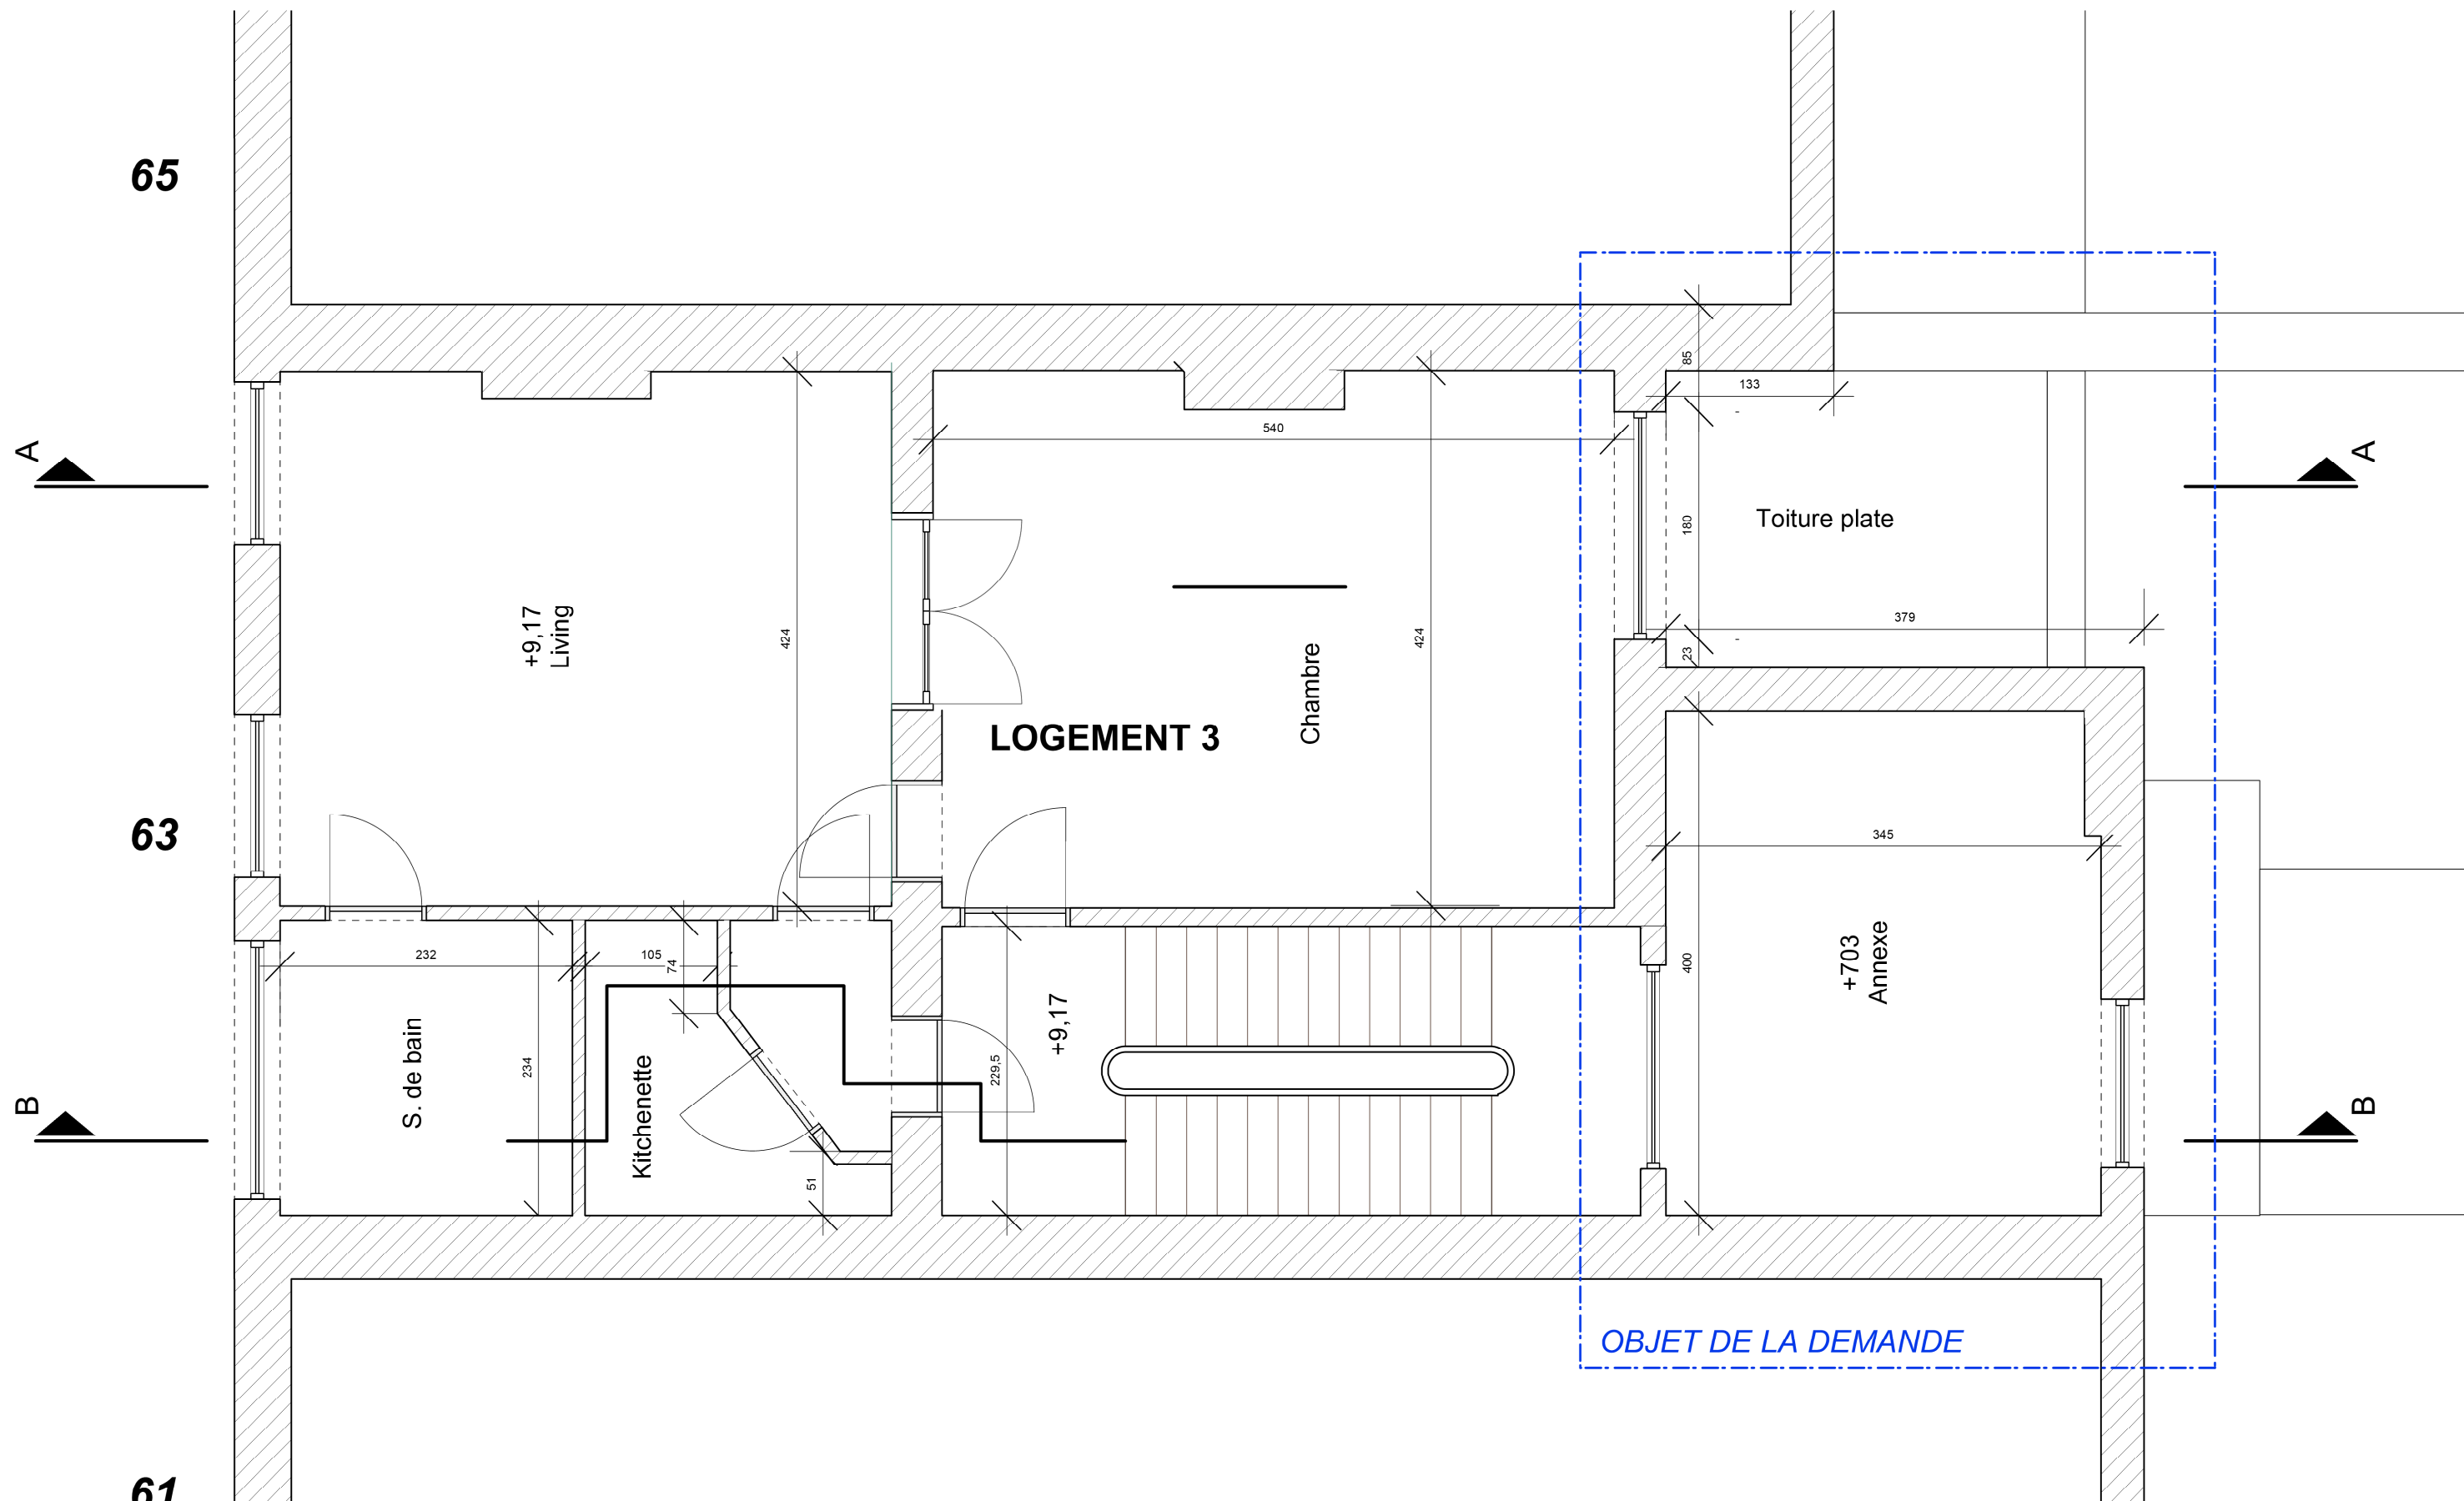 65
85
133
A
A
540
Toiture plate
180
+9,17
Living
379
424
424
23
Chambre
LOGEMENT 3
63
345
+703
Annexe
232
105
74
400
+9,17
S. de bain
234
Kitchenette
229,5
B
B
51
OBJET DE LA DEMANDE
61